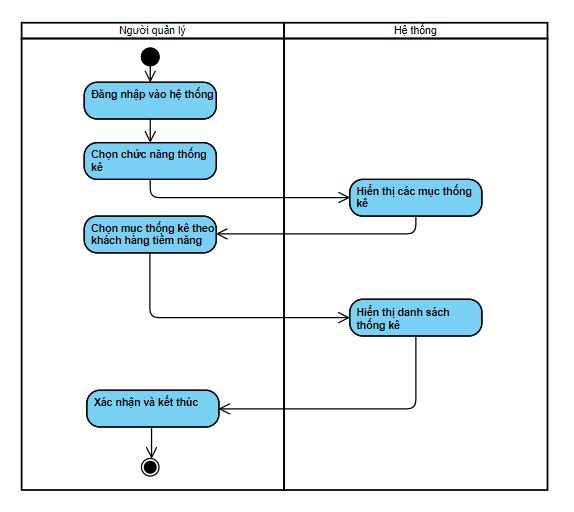 Người quản lý
Hệ thống
Đăng nhập vào hệ thống
Chọn chức năng thống
kê
Hiển thị các mục thống
kê
Chọn mục thống kê theo
khách hàng tiềm năng
Hiển thị danh sách
thống kê
Xác nhận và kết thúc